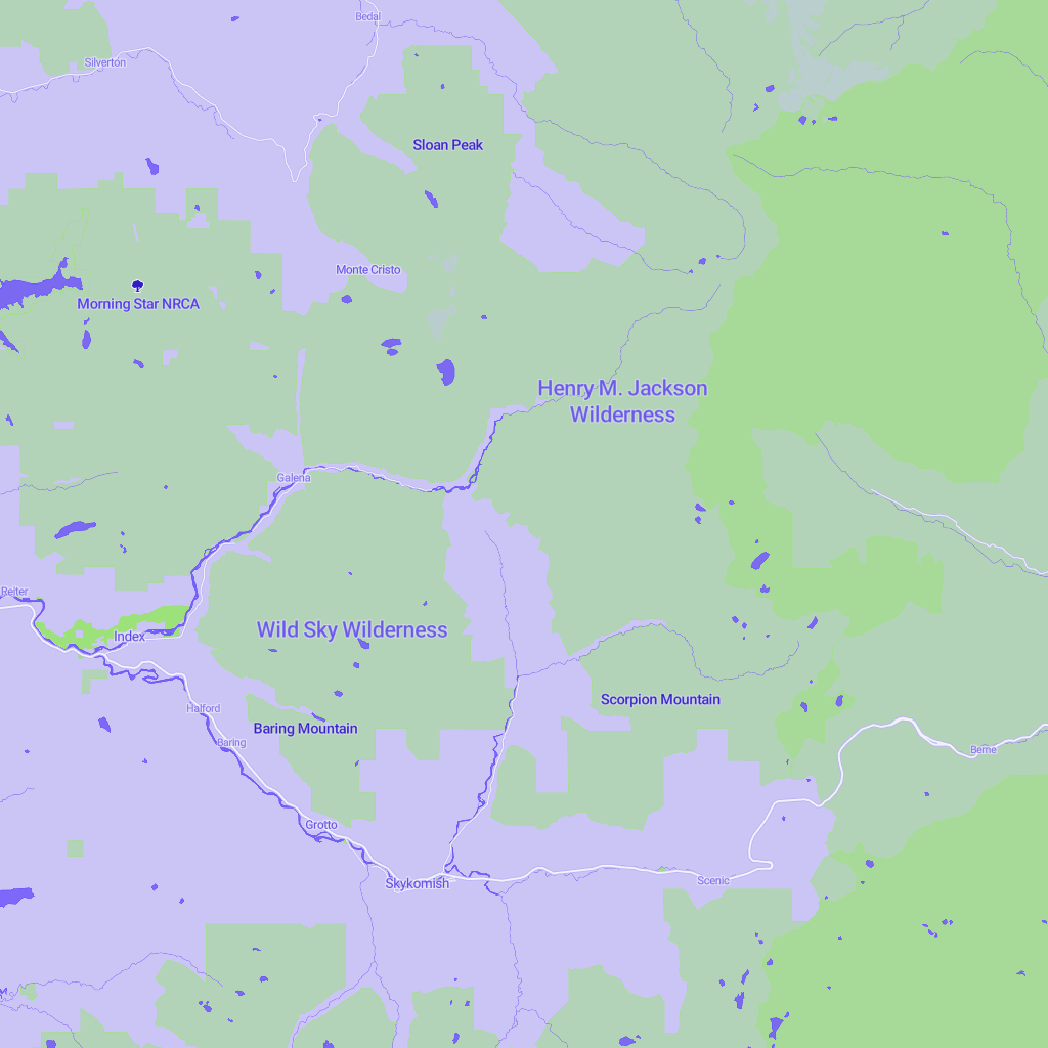 Bedal
Silverton
Sloan Peak
Monte Cristo
Morning Star NRCA
Henry M. Jackson
Wilderness
Galena
Reiter
Index
Wild Sky Wilderness
Scorpion Mountain
Halford
Baring Mountain
Baring
Berne
Grotto
Skykomish
Scenic